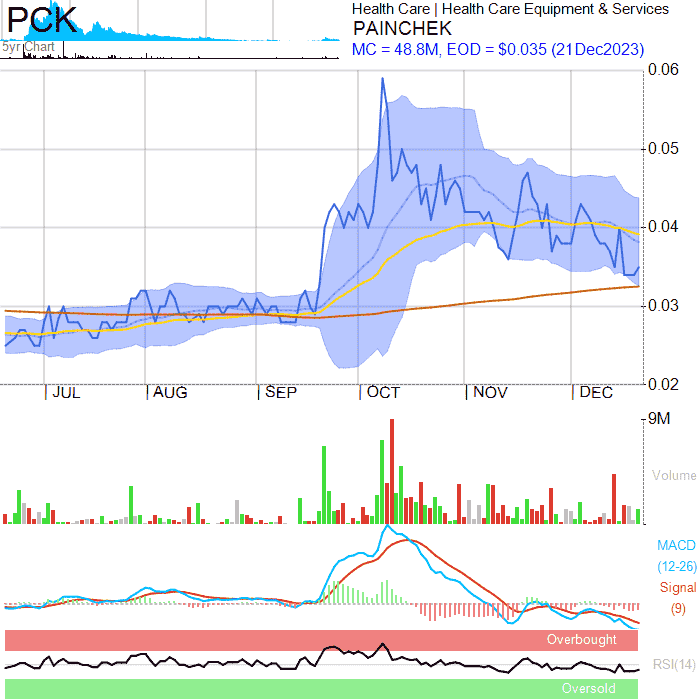 PCK
5yr Chart
Health Care | Health Care Equipment & Services
PAINCHEK
MC = 48.8M, EOD = $0.035 (21Dec2023)
0.06
0.05
0.04
0.03
0.02
JUL AUG SEP OCT NOV DEC
9M
Volume
MACD
(12-26)
Signal
(9)
Overbought
RSI(14)
Oversold